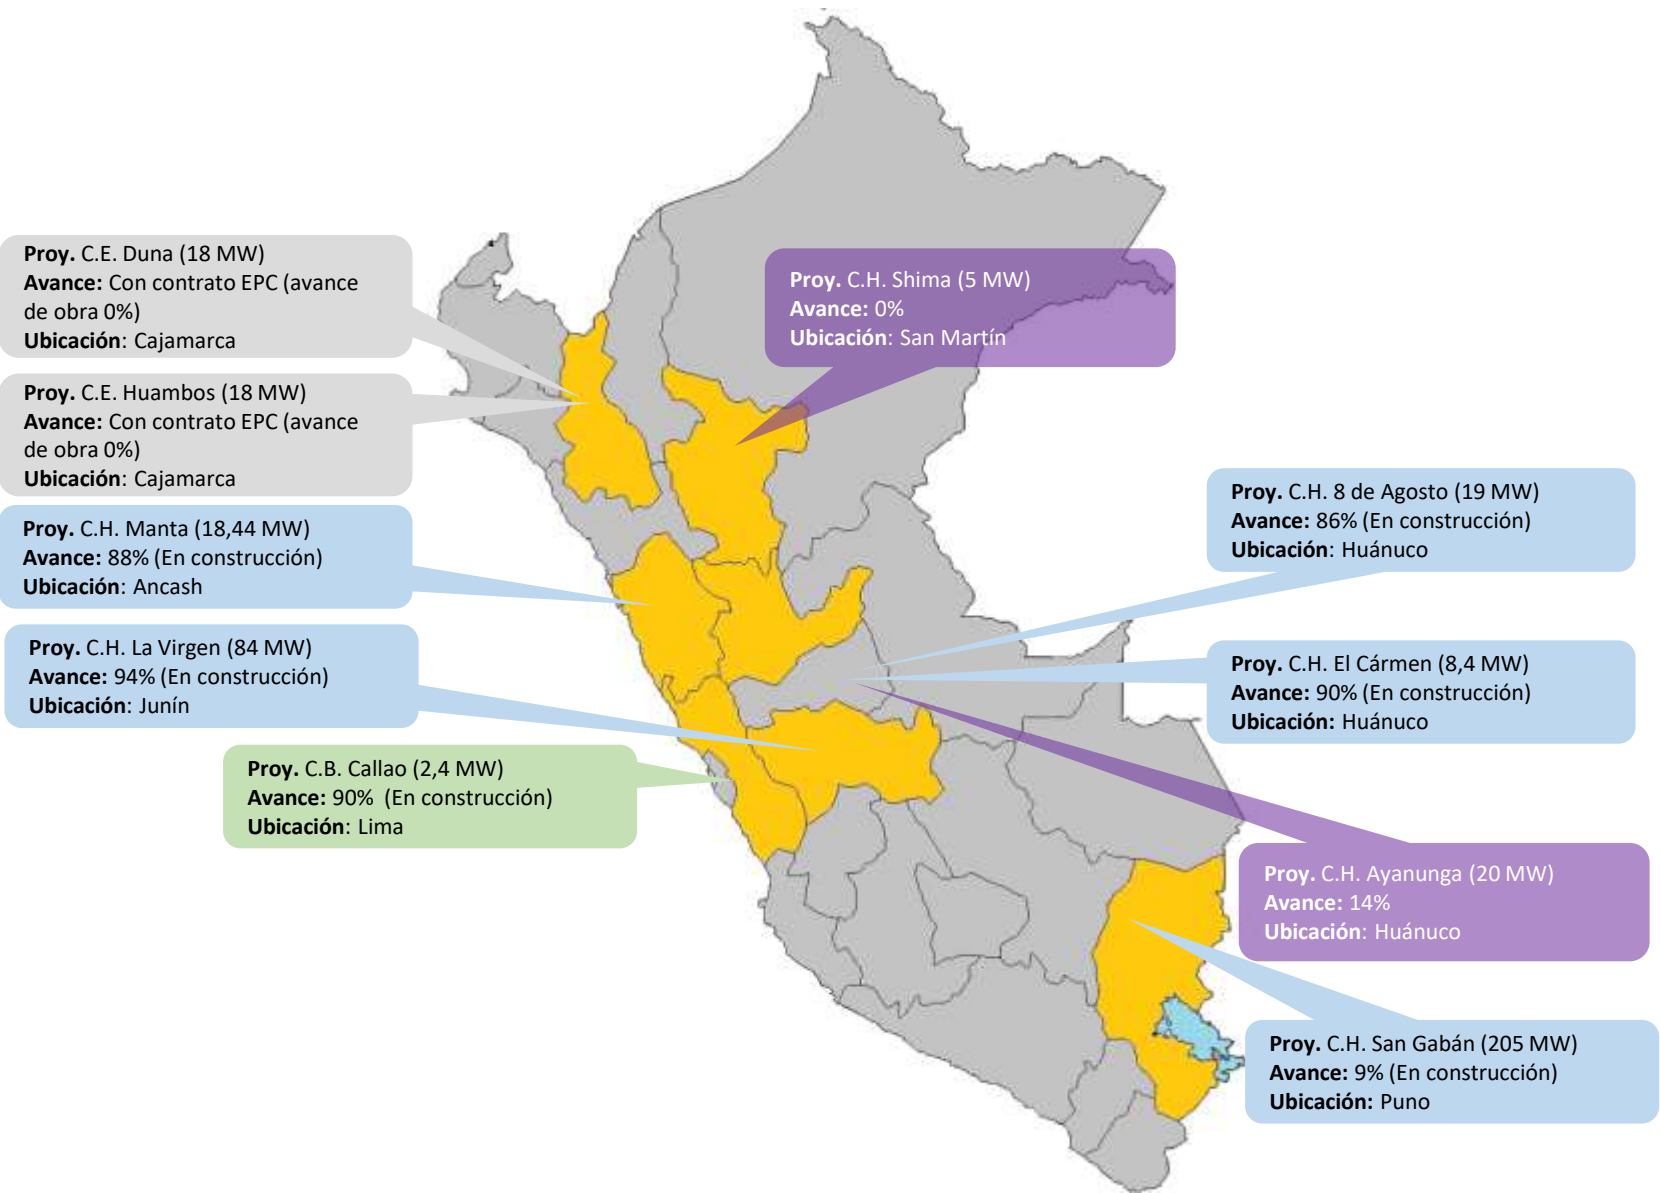 Proy. C.E. Duna (18 MW)
Avance: Con contrato EPC (avance
de obra 0%)
Ubicación: Cajamarca
Proy. C.E. Huambos (18 MW)
Avance: Con contrato EPC (avance
de obra 0%)
Ubicación: Cajamarca
Proy. C.H. Manta (18,44 MW)
Avance: 88% (En construcción)
Ubicación: Ancash
Proy. C.H. La Virgen (84 MW)
Avance: 94% (En construcción)
Ubicación: Junín
Proy. C.B. Callao (2,4 MW)
Avance: 90% (En construcción)
Ubicación: Lima
Proy. C.H. Shima (5 MW)
Avance: 0%
Ubicación: San Martín
Proy. C.H. 8 de Agosto (19 MW)
Avance: 86% (En construcción)
Ubicación: Huánuco
Proy. C.H. El Cármen (8,4 MW)
Avance: 90% (En construcción)
Ubicación: Huánuco
Proy. C.H. Ayanunga (20 MW)
Avance: 14%
Ubicación: Huánuco
Proy. C.H. San Gabán (205 MW)
Avance: 9% (En construcción)
Ubicación: Puno